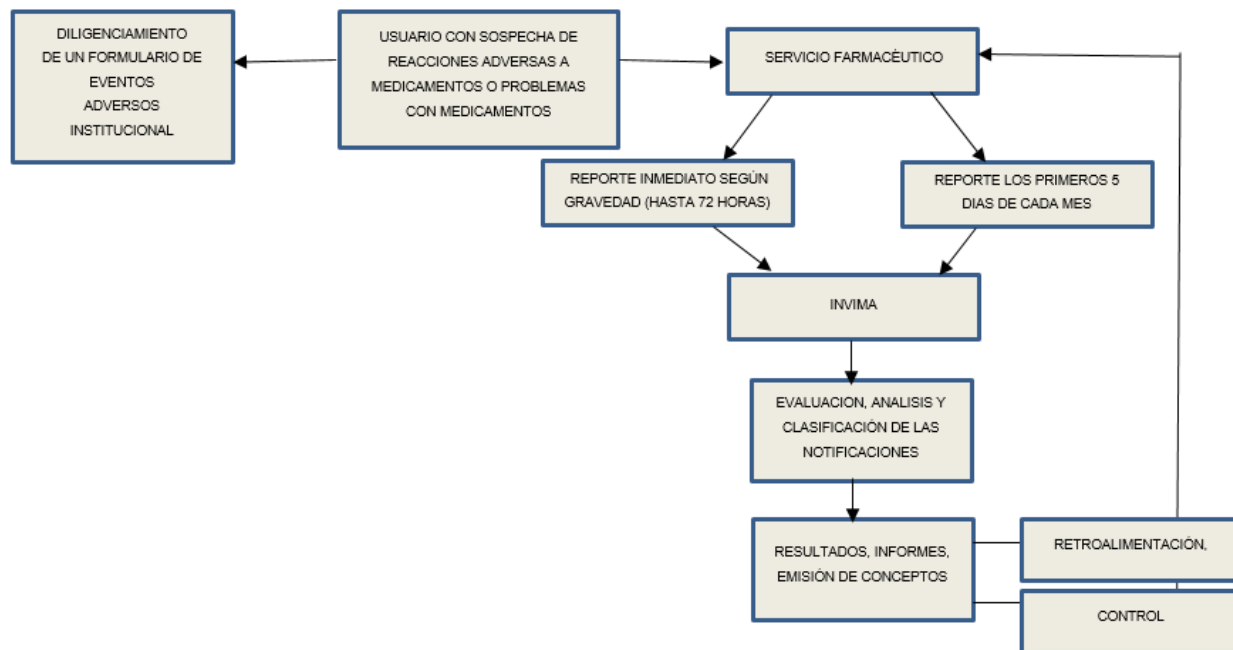 DILIGENCIAMIENTO
DE UN FORMULARIO DE
EVENTOS
ADVERSOS
INSTITUCIONAL
USUARIO CON SOSPECHA DE
REACCIONES ADVERSAS A
MEDICAMENTOS O PROBLEMAS
CON MEDICAMENTOS
SERVICIO FARMACÈUTICO
REPORTE INMEDIATO SEGÚN
GRAVEDAD (HASTA 72 HORAS)
REPORTE LOS PRIMEROS 5
DIAS DE CADA MES
INVIMA
EVALUACION, ANALISIS Y
CLASIFICACIÓN DE LAS
NOTIFICACIONES
RESULTADOS, INFORMES,
EMISIÓN DE CONCEPTOS
RETROALIMENTACIÓN,
CONTROL